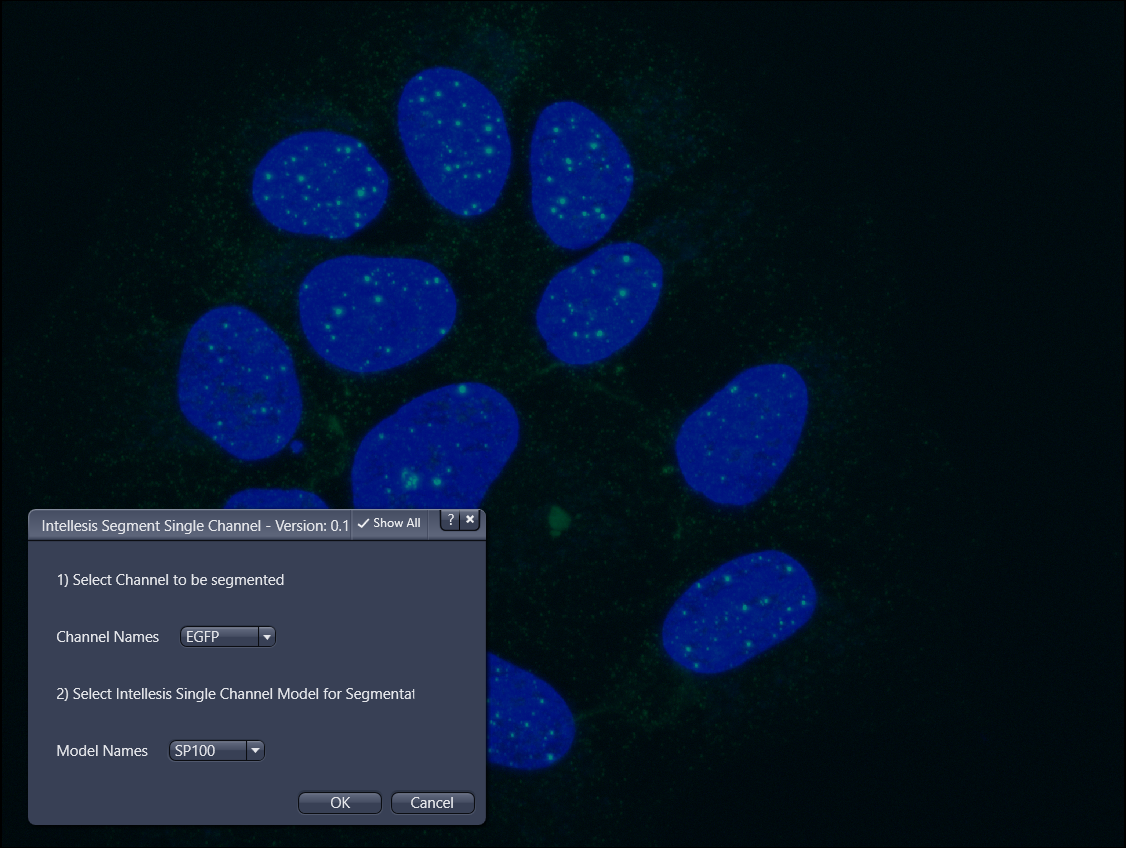 Intellesis Segment Single Channel - Version: 0.1
Show All
?
1) Select Channel to be segmented
Channel Names EGFP
2) Select Intellesis Single Channel Model for Segmentat
Model Names SP100
OK Cancel